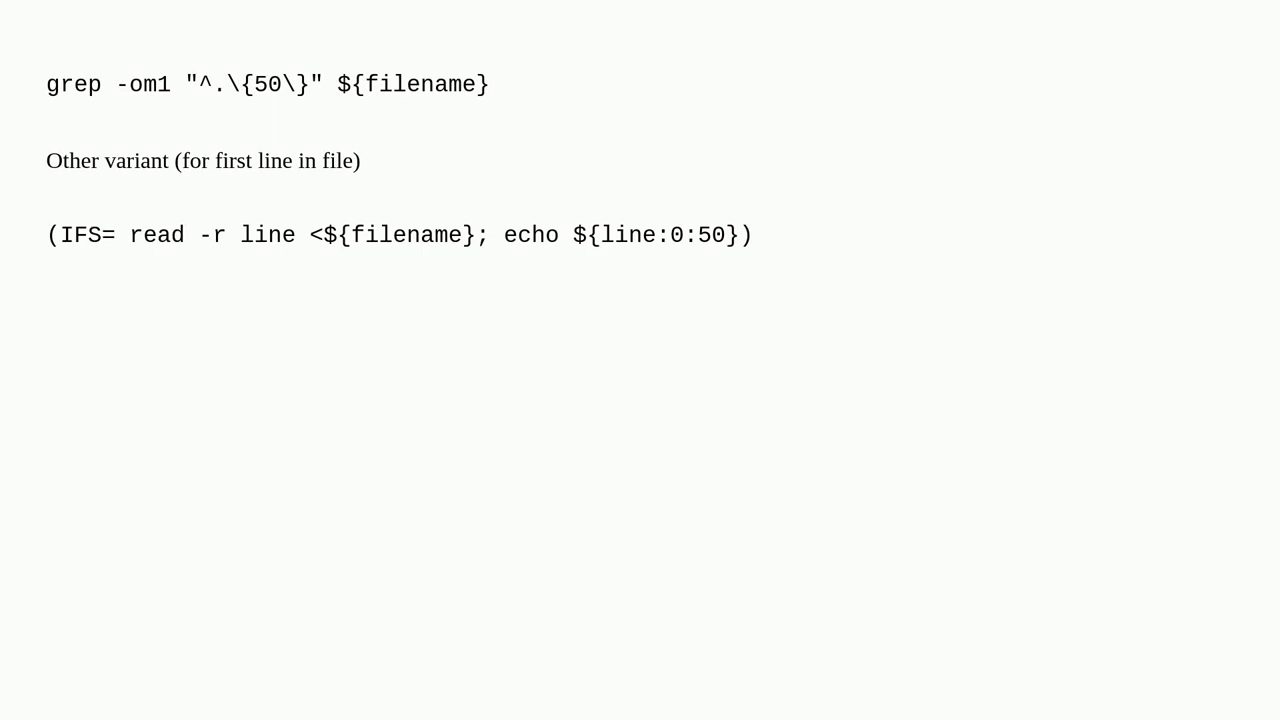 grep -om1 "^.\{50\}" ${filename}
Other variant (for first line in file)
(IFS= read -r line <${filename}; echo ${line:0:50})